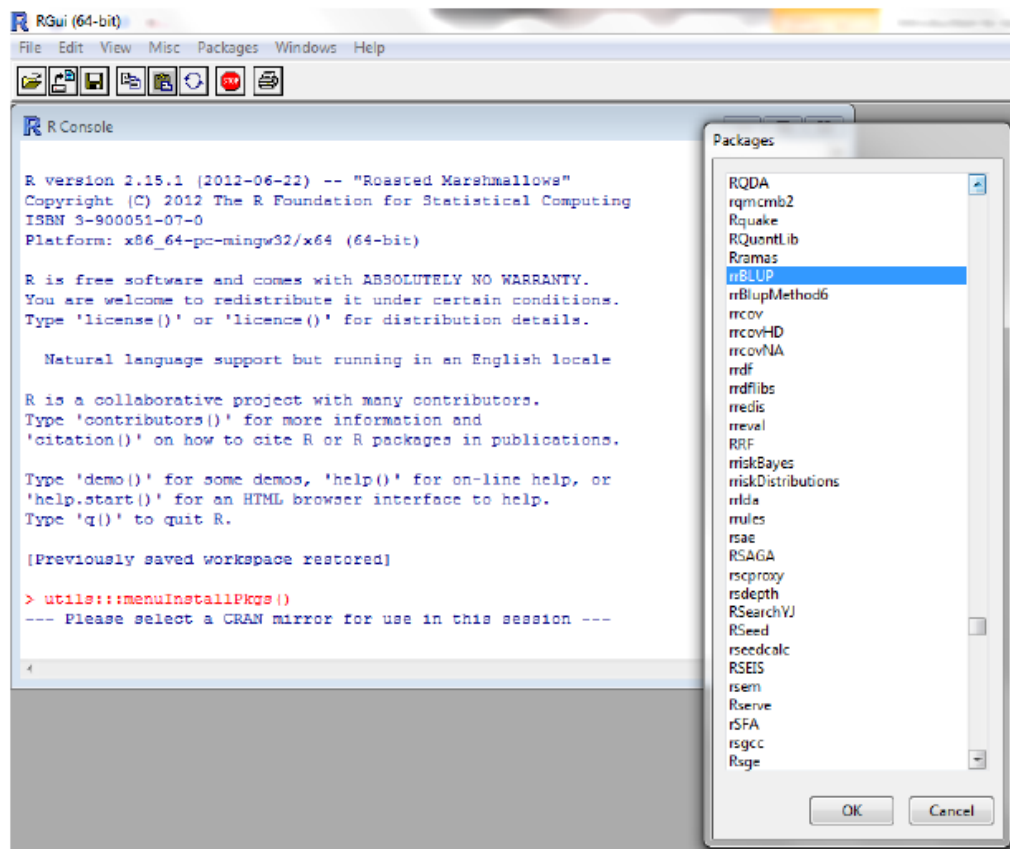 RGui (64-bit)
File Edit View Misc Packages Windows Help
STOP
R Console
R version 2.15.1 (2012-06-22) -- "Roasted Marshmallows"
Copyright (C) 2012 The R Foundation for Statistical Computing
ISBN 3-900051-07-0
Platform: x86_64-pc-mingw32/x64 (64-bit)
R is free software and comes with ABSOLUTELY NO WARRANTY.
You are welcome to redistribute it under certain conditions.
Type 'license()' or 'licence()' for distribution details.
Natural language support but running in an English locale
R is a collaborative project with many contributors.
Type 'contributors()' for more information and
'citation()' on how to cite R or R packages in publications.
Type 'demo()' for some demos, 'help()' for on-line help, or
'help.start()' for an HTML browser interface to help.
Type 'q()' to quit R.
[Previously saved workspace restored]
> utils:::menuInstallPkgs()
--- Please select a CRAN mirror for use in this session ---
Packages
RQDA
rqmcmb2
Rquake
RQuantLib
Rramas
rrBLUP
rrBlupMethod6
rrcov
rrcovHD
rrcovNA
rrdf
rrdflibs
rredis
rreval
RRF
rriskBayes
rriskDistributions
rrlda
rrules
rsae
RSAGA
rscproxy
rsdepth
RSearchYJ
RSeed
rseedcalc
RSEIS
rsem
Rserve
rSFA
rsgcc
Rsge
OK Cancel